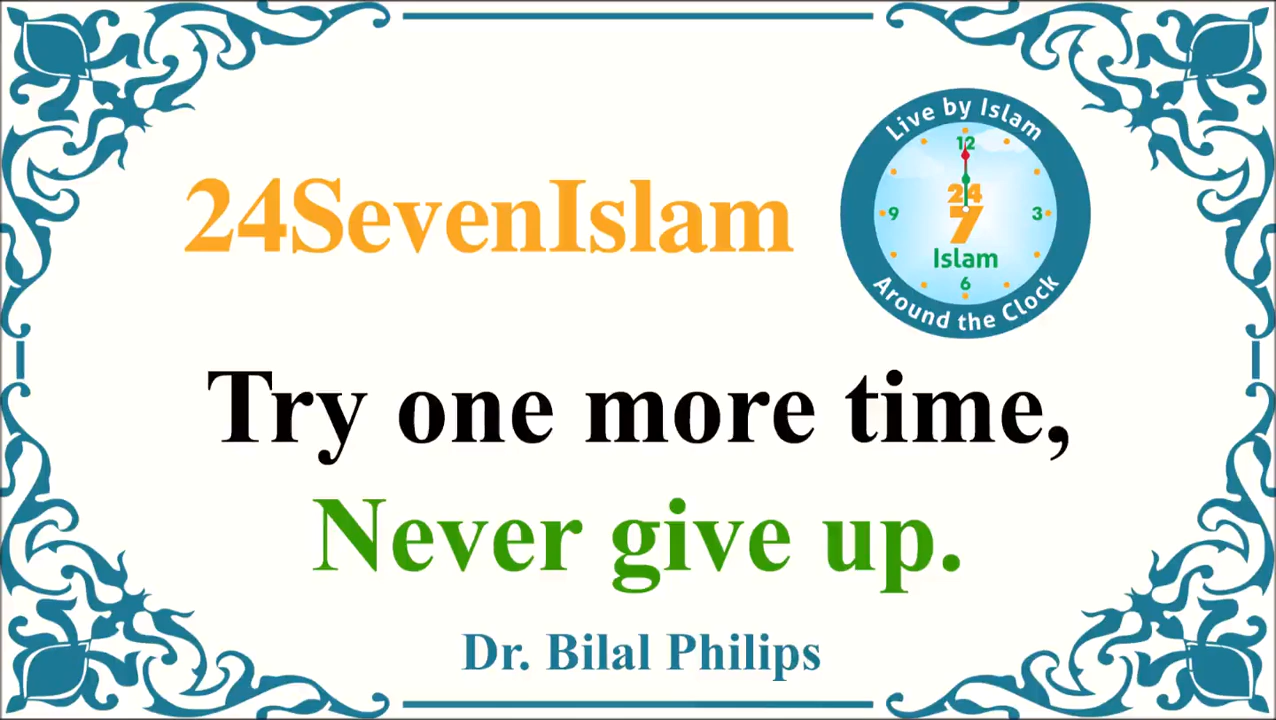 24SevenIslam
Live by Islam
12
24
7
9
3
Islam
6
Around the Clock
Try one more time,
Never give up.
Dr. Bilal Philips